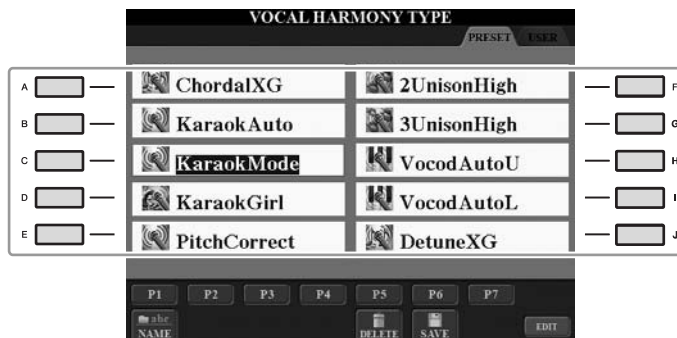 VOCAL HARMONY TYPE
PRESET USER
A ChordalXG 2UnisonHigh F
B KaraokAuto 3UnisonHigh G
C KaraokMode VocodAutoU H
D KaraokGirl VocodAutoL I
E PitchCorrect DetuneXG J
P1 P2 P3 P4 P5 P6 P7
abc
NAME DELETE SAVE EDIT